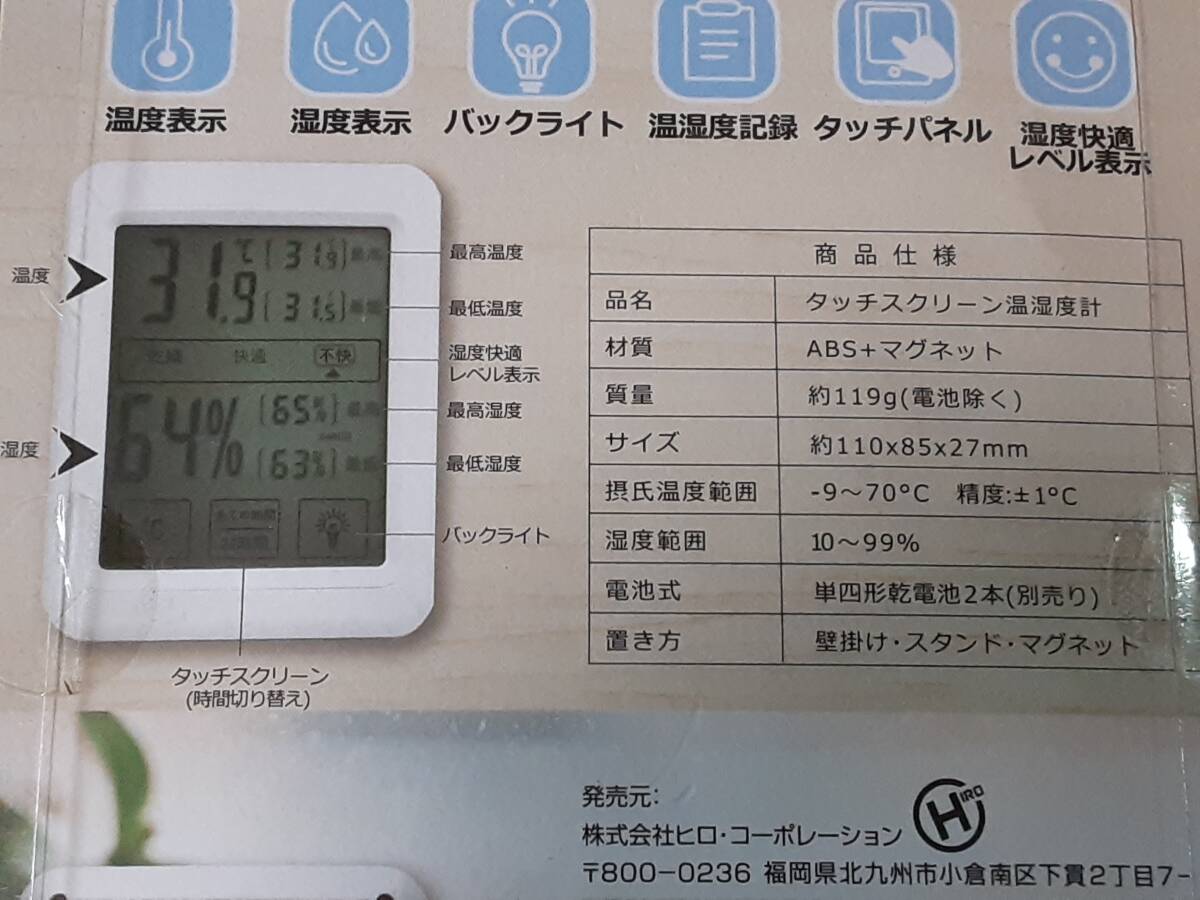 温度表示
湿度表示
バックライト
温湿度記録
タッチパネル
湿度快適
レベル表示
温度
湿度
31.9 ℃
31.9
31.5
快適
不快
64%
65%
63%
最高温度
最低温度
湿度快適
レベル表示
最高湿度
最低湿度
バックライト
タッチスクリーン
(時間切り替え)
商品仕様
品名 タッチスクリーン温湿度計
材質 ABS+マグネット
質量 約119g(電池除く)
サイズ 約110x85x27mm
摂氏温度範囲 -9～70°C 精度:±1°C
湿度範囲 10～99%
電池式 単四形乾電池2本(別売り)
置き方 壁掛け・スタンド・マグネット
発売元:
株式会社ヒロ・コーポレーション
HIRO
〒800-0236 福岡県北九州市小倉南区下貫2丁目7-